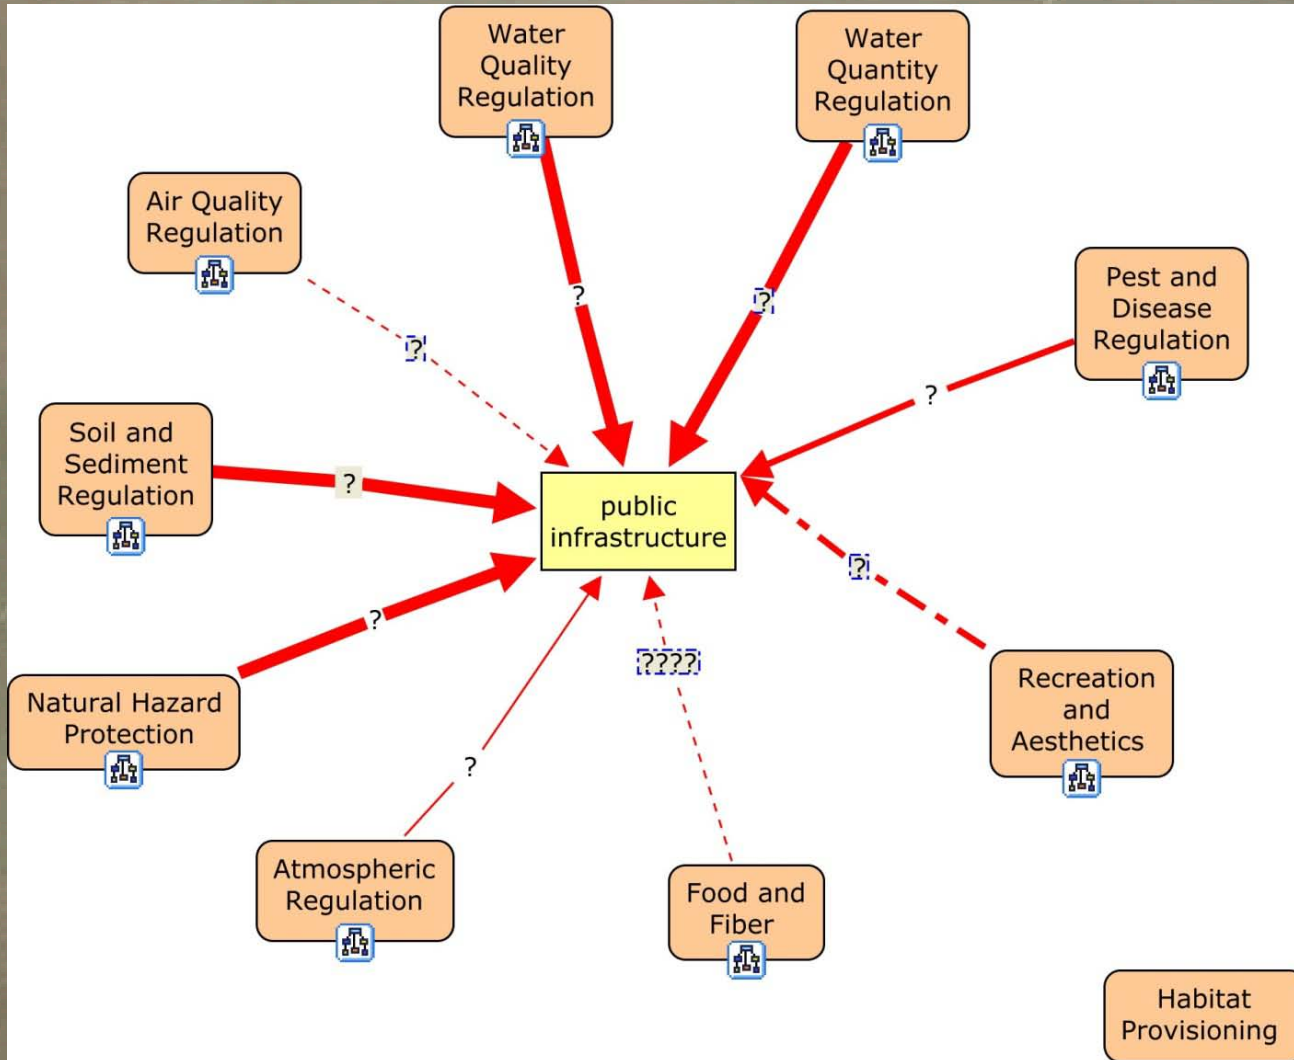 Water
Quality
Regulation
Water
Quantity
Regulation
Air Quality
Regulation
Pest and
Disease
Regulation
?
?
?
?
Soil and
Sediment
Regulation
?
public
infrastructure
?
?
????
Natural Hazard
Protection
Recreation
and
Aesthetics
?
Atmospheric
Regulation
Food and
Fiber
Habitat
Provisioning